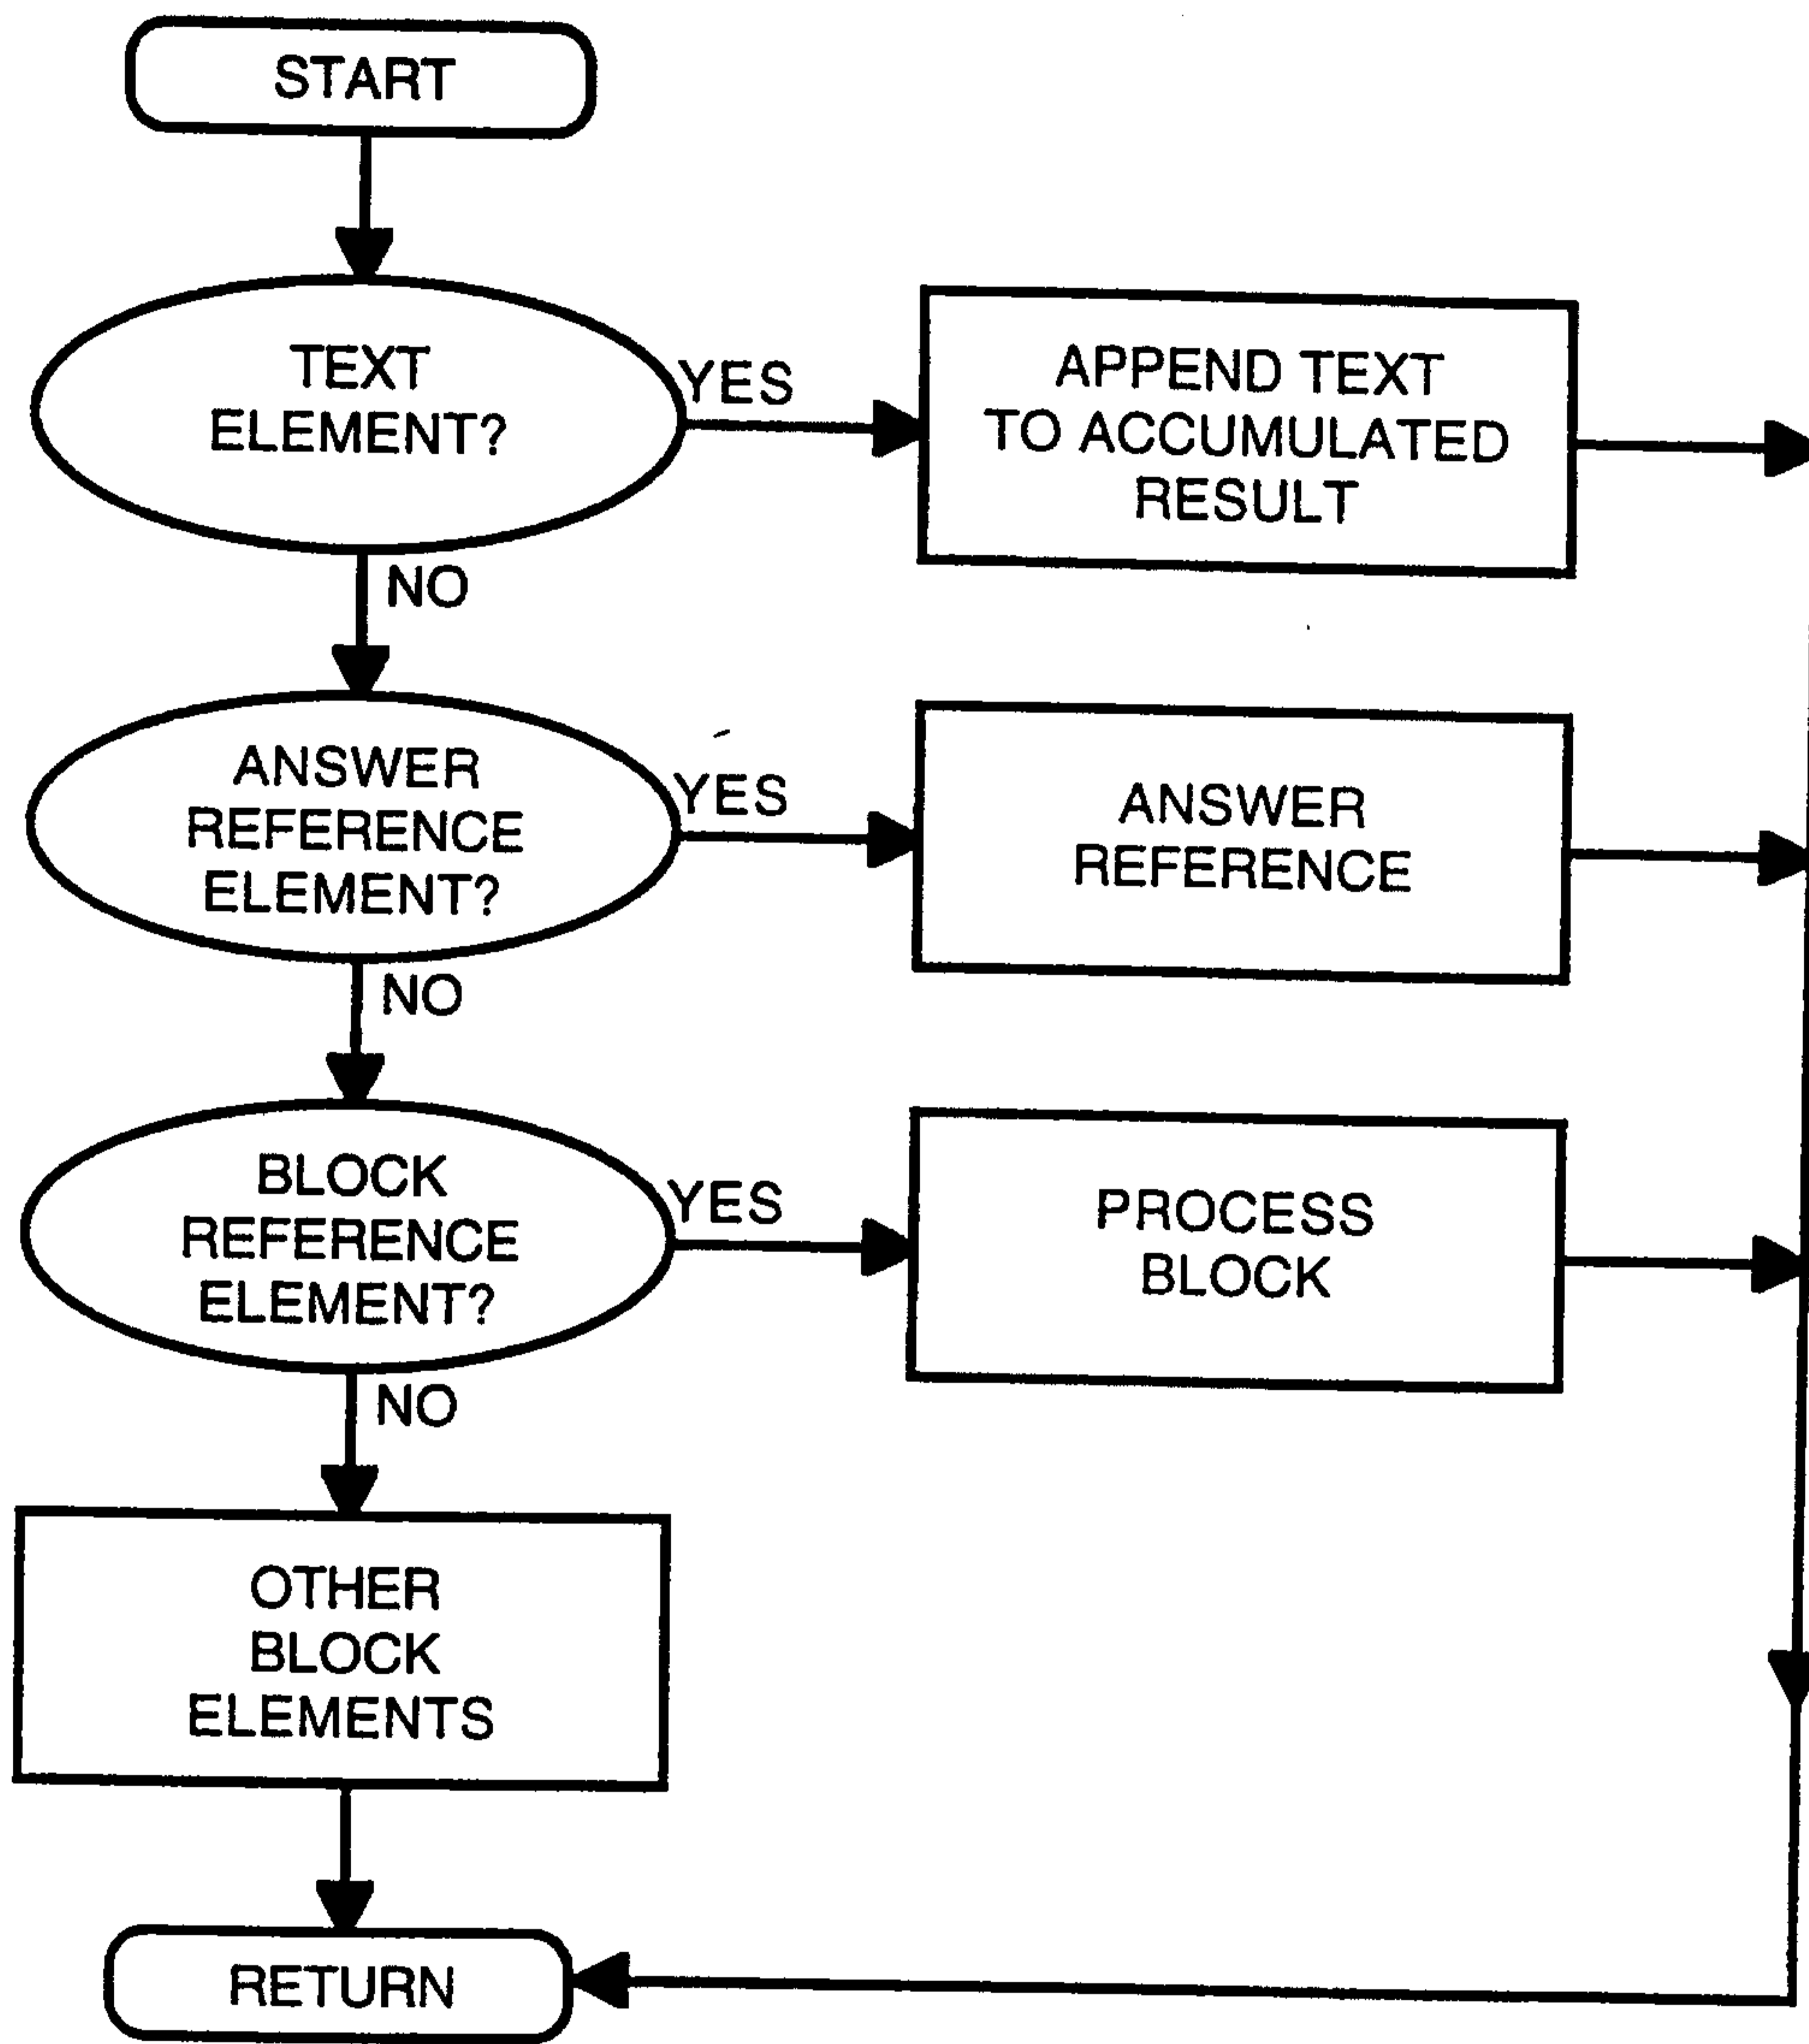 START
TEXT
ELEMENT?
YES
APPEND TEXT
TO ACCUMULATED
RESULT
NO
ANSWER
REFERENCE
ELEMENT?
YES
ANSWER
REFERENCE
NO
BLOCK
REFERENCE
ELEMENT?
YES
PROCESS
BLOCK
NO
OTHER
BLOCK
ELEMENTS
RETURN